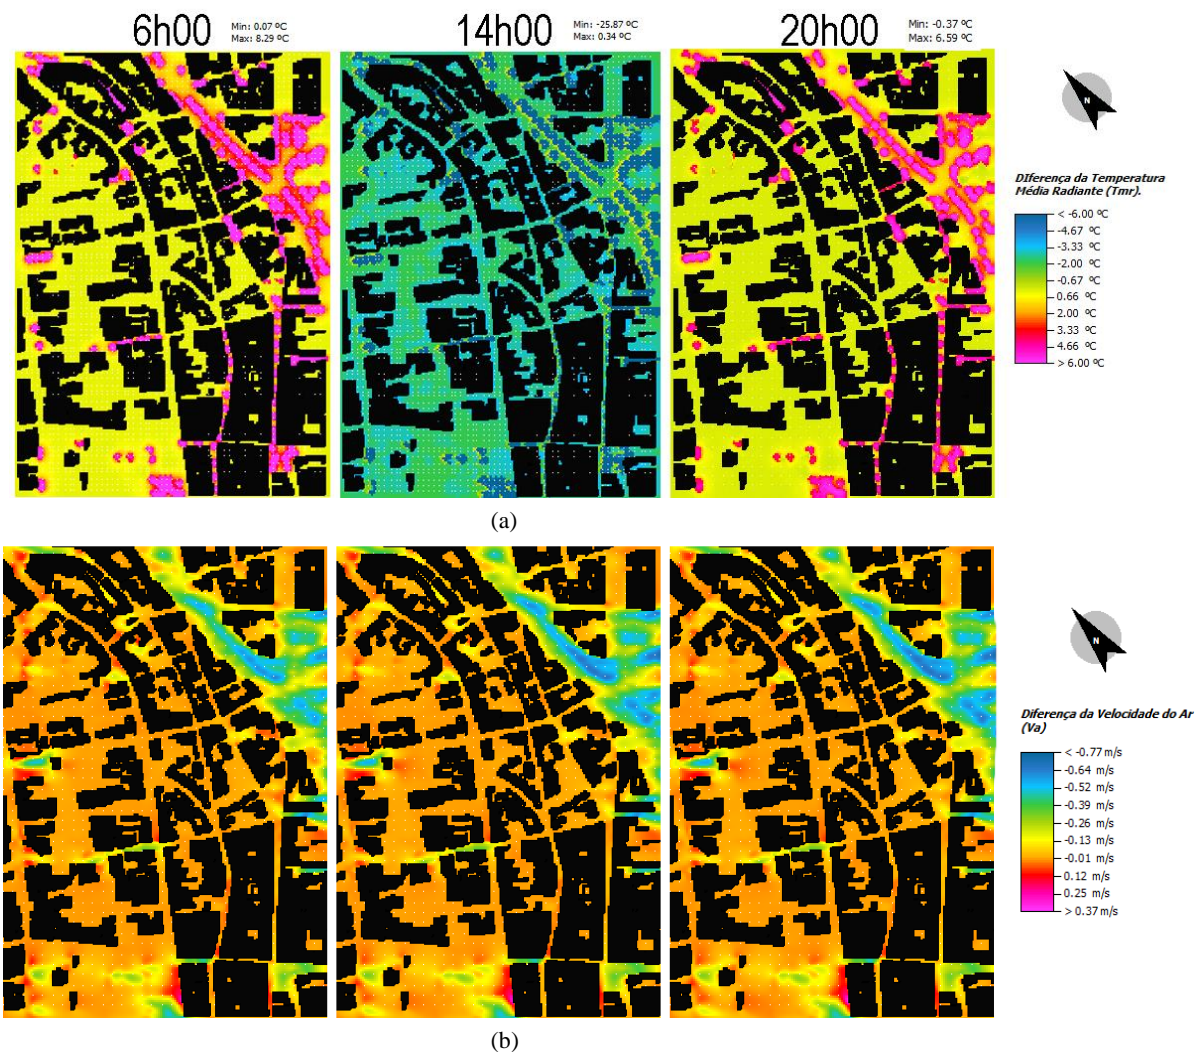 6h00
Min: 0.07 ºC
Max: 8.29 ºC
14h00
Min: -25.87 ºC
Max: 0.34 ºC
20h00
Min: -0.37 ºC
Max: 6.59 ºC
N
DIferença da Temperatura
Média Radiante (Tmr).
< -6.00 ºC
-4.67 ºC
-3.33 ºC
-2.00 ºC
-0.67 ºC
0.66 ºC
2.00 ºC
3.33 ºC
4.66 ºC
> 6.00 ºC
(a)
N
Diferença da Velocidade do Ar
(Va)
< -0.77 m/s
-0.64 m/s
-0.52 m/s
-0.39 m/s
-0.26 m/s
-0.13 m/s
-0.01 m/s
0.12 m/s
0.25 m/s
> 0.37 m/s
(b)